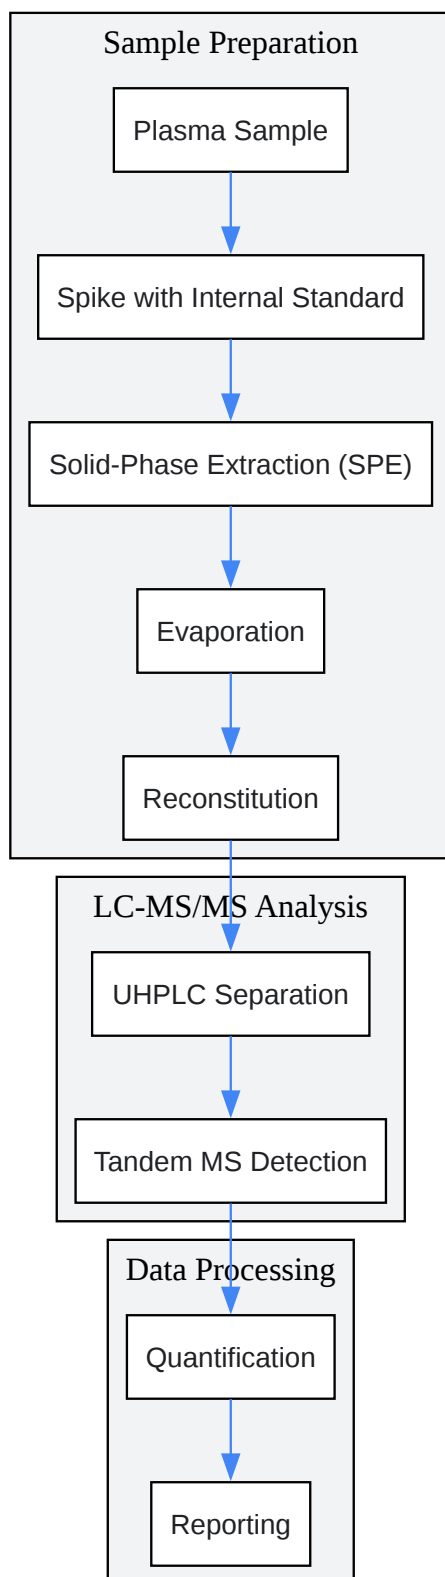 Sample Preparation
Plasma Sample
Spike with Internal Standard
Solid-Phase Extraction (SPE)
Evaporation
Reconstitution
LC-MS/MS Analysis
UHPLC Separation
Tandem MS Detection
Data Processing
Quantification
Reporting